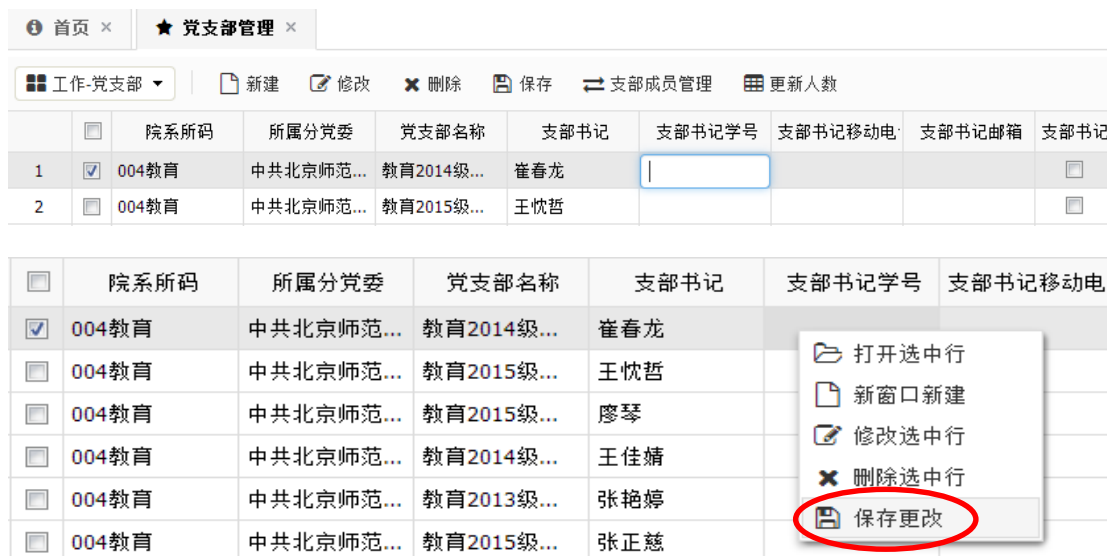 首页 × 党支部管理 ×
工作-党支部 新建 修改 删除 保存 支部成员管理 更新人数
院系所码 所属分党委 党支部名称 支部书记 支部书记学号 支部书记移动电 支部书记邮箱 支部书记
1 004教育 中共北京师范... 教育2014级... 崔春龙
2 004教育 中共北京师范... 教育2015级... 王忱哲
院系所码 所属分党委 党支部名称 支部书记 支部书记学号 支部书记移动电
004教育 中共北京师范... 教育2014级... 崔春龙
打开选中行
004教育 中共北京师范... 教育2015级... 王忱哲
新窗口新建
004教育 中共北京师范... 教育2015级... 廖琴
修改选中行
004教育 中共北京师范... 教育2014级... 王佳婧
删除选中行
004教育 中共北京师范... 教育2013级... 张艳婷
保存更改
004教育 中共北京师范... 教育2015级... 张正慈